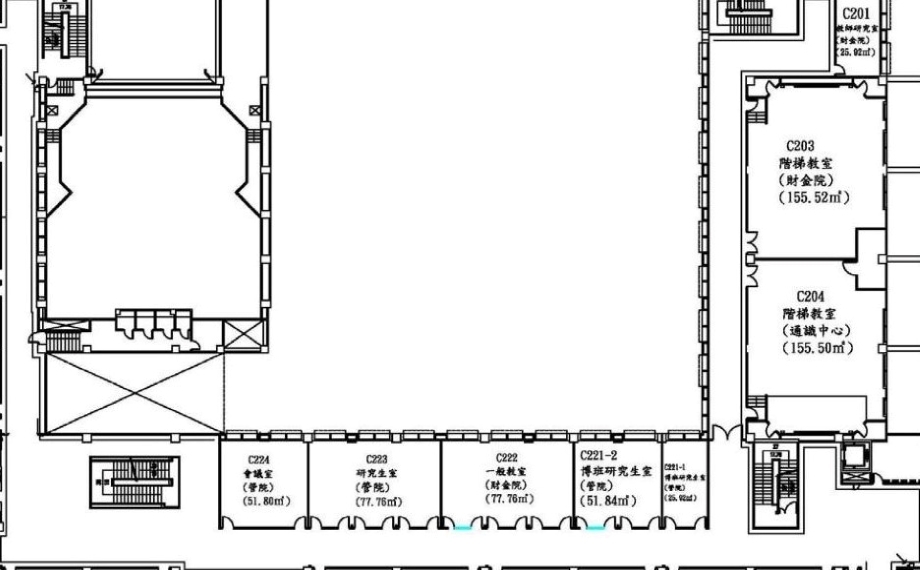 C201
教師研究室
(財金院)
(25.92㎡)
C203
階梯教室
(財金院)
(155.52㎡)
C204
階梯教室
(通識中心)
(155.50㎡)
C224
會議室
(管院)
(51.80㎡)
C223
研究生室
(管院)
(77.76㎡)
C222
一般教室
(財金院)
(77.76㎡)
C221-2
博班研究生室
(管院)
(51.84㎡)
C221-1
博班研究生室
(管院)
(25.92㎡)